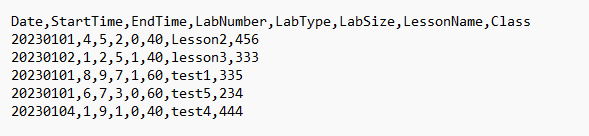 Date,StartTime,EndTime,LabNumber,LabType,LabSize,LessonName,Class
20230101,4,5,2,0,40,Lesson2,456
20230102,1,2,5,1,40,lesson3,333
20230101,8,9,7,1,60,test1,335
20230101,6,7,3,0,60,test5,234
20230104,1,9,1,0,40,test4,444